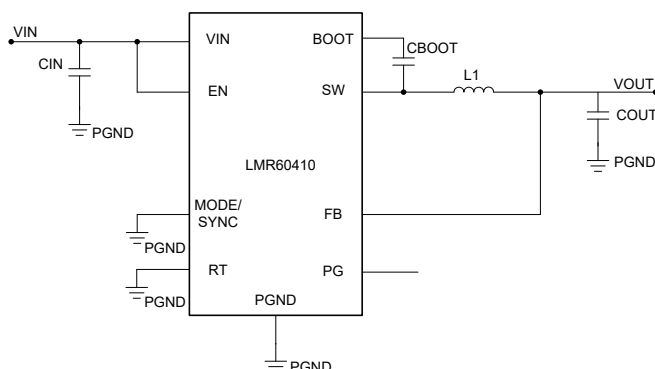 VIN
VIN
BOOT
CBOOT
CIN
L1
EN
SW
VOUT
COUT
PGND
PGND
LMR60410
MODE/
SYNC
FB
PGND
RT
PG
PGND
PGND
PGND